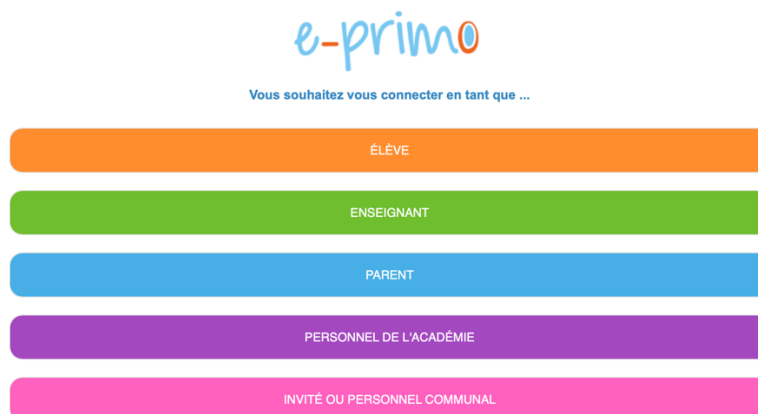 e-primo
Vous souhaitez vous connecter en tant que ...
ÉLÈVE
ENSEIGNANT
PARENT
PERSONNEL DE L'ACADÉMIE
INVITÉ OU PERSONNEL COMMUNAL